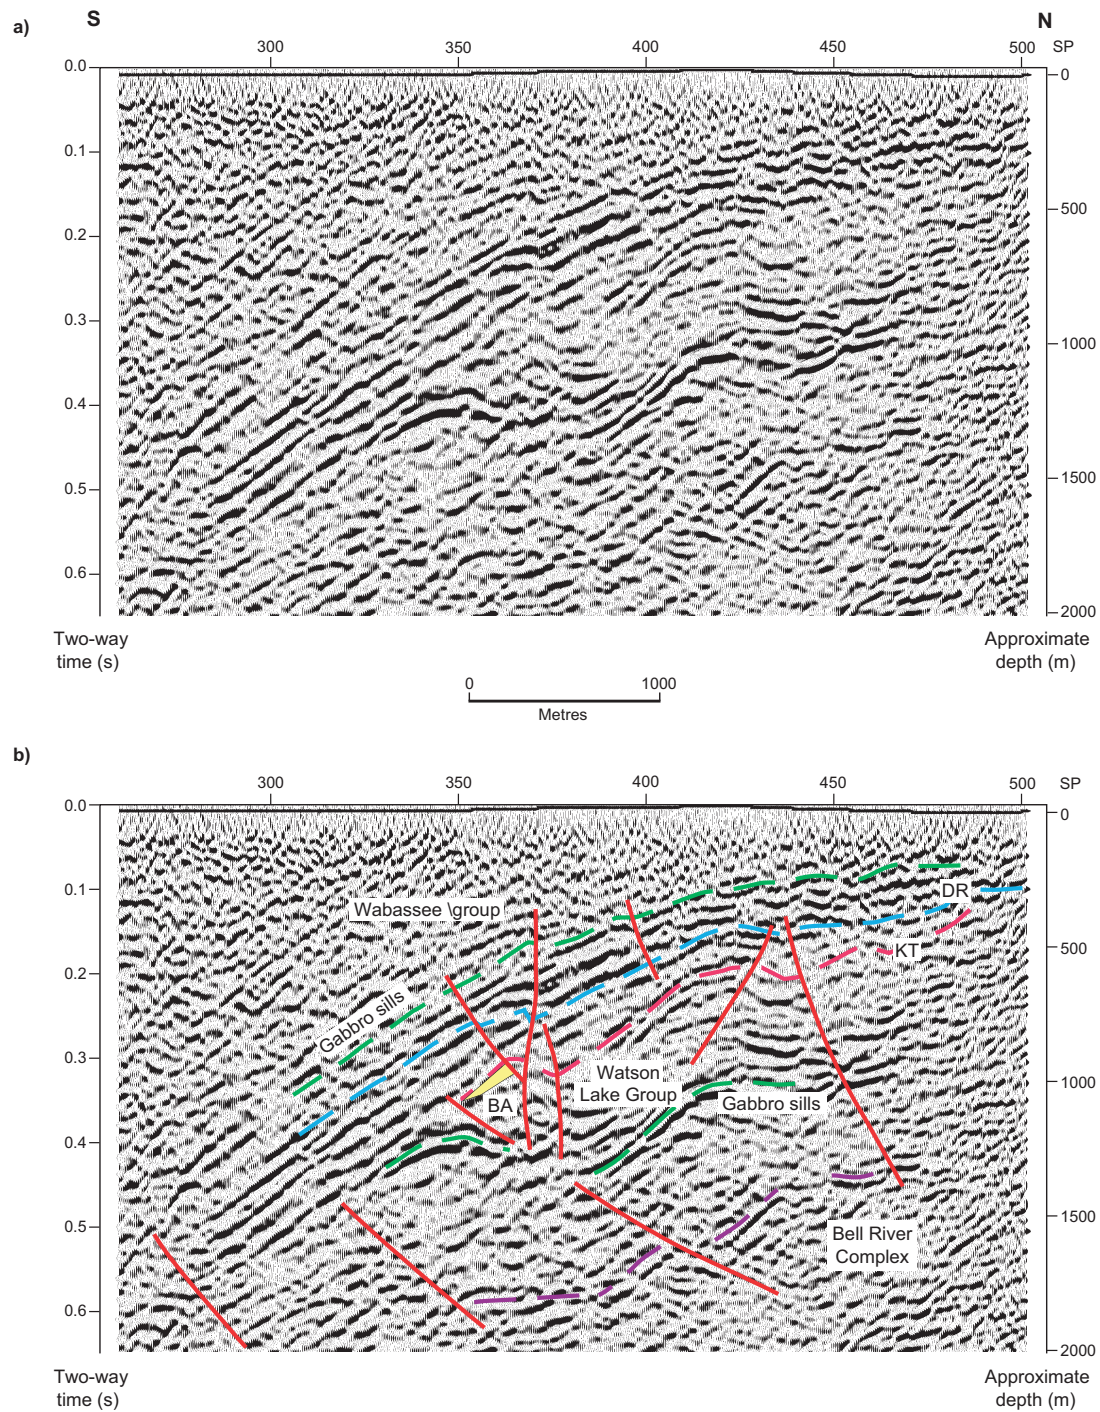 a)
S
N
300 350 400 450 500 SP
0.0
0.1
0.2
0.3
0.4
0.5
0.6
0
500
1000
1500
2000
Two-way
time (s)
Approximate
depth (m)
0 1000
Metres
b)
300 350 400 450 500 SP
0.0
0.1
0.2
0.3
0.4
0.5
0.6
0
500
1000
1500
2000
DR
Wabassee \group
KT
Gabbro sills
Watson
Lake Group
BA
Gabbro sills
Bell River
Complex
Two-way
time (s)
Approximate
depth (m)